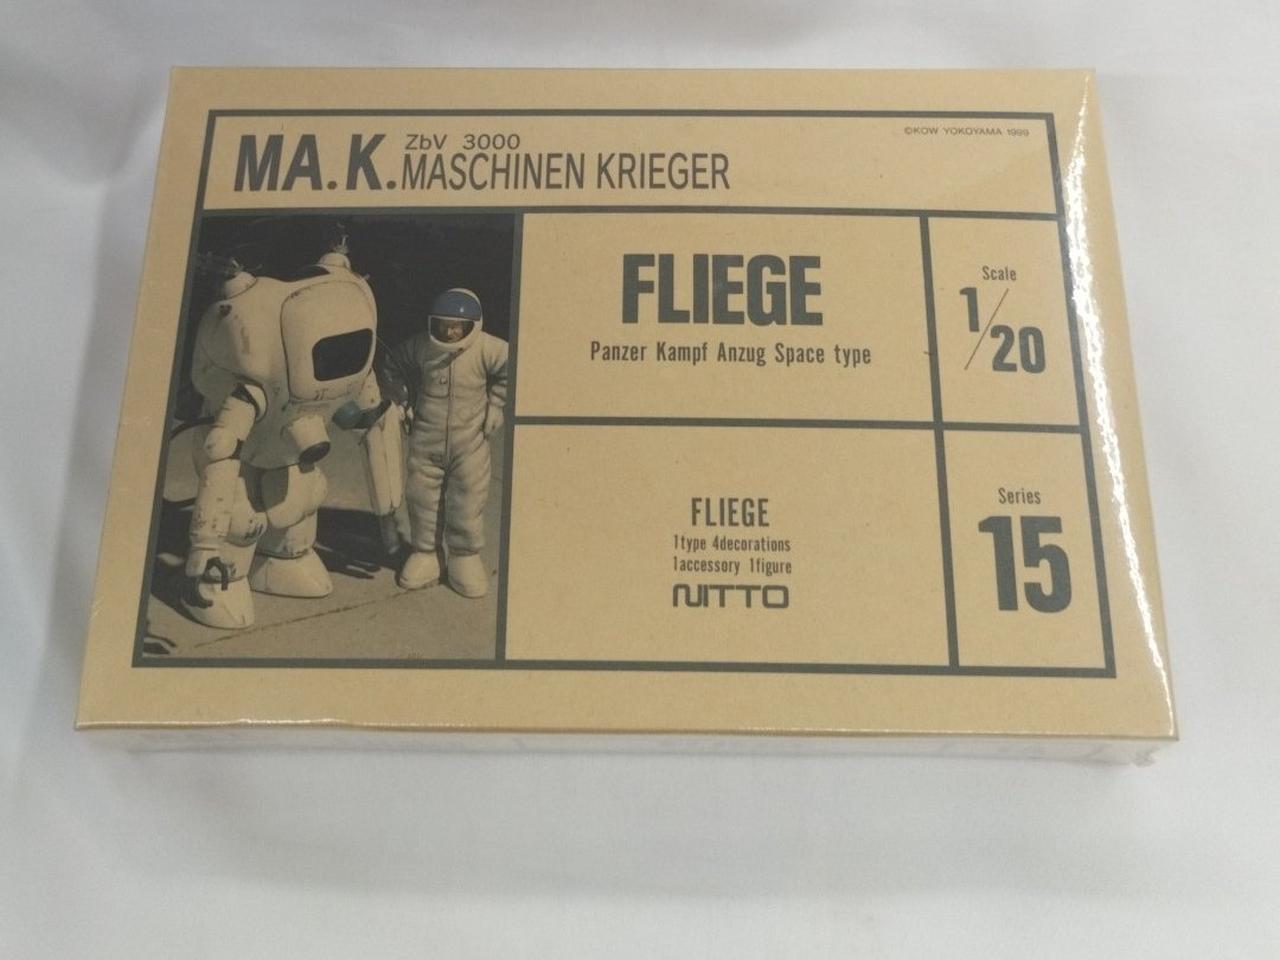 ©KOW YOKOYAMA 1999
MA.K. ZbV 3000
MASCHINEN KRIEGER
FLIEGE
Panzer Kampf Anzug Space type
Scale
1/20
FLIEGE
1type 4decorations
1accessory 1figure
NITTO
Series
15